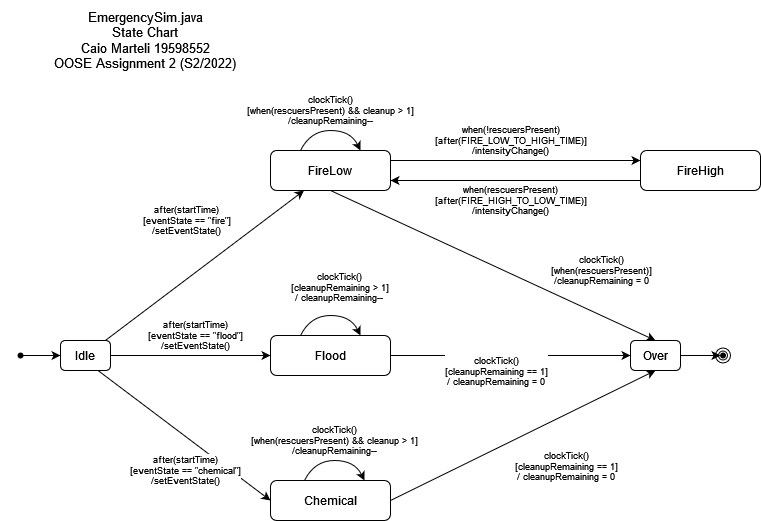 EmergencySim.java
State Chart
Caio Marteli 19598552
OOSE Assignment 2 (S2/2022)
clockTick()
[when(rescuersPresent) && cleanup > 1]
/cleanupRemaining--
when(!rescuersPresent)
[after(FIRE_LOW_TO_HIGH_TIME)]
/intensityChange()
FireLow
FireHigh
when(rescuersPresent)
[after(FIRE_HIGH_TO_LOW_TIME)]
/intensityChange()
after(startTime)
[eventState == "fire"]
/setEventState()
clockTick()
[when(rescuersPresent)]
/cleanupRemaining = 0
clockTick()
[cleanupRemaining > 1]
/ cleanupRemaining--
after(startTime)
[eventState == "flood"]
/setEventState()
Idle
Flood
Over
clockTick()
[cleanupRemaining == 1]
/ cleanupRemaining = 0
clockTick()
[when(rescuersPresent) && cleanup > 1]
/cleanupRemaining--
after(startTime)
[eventState == "chemical"]
/setEventState()
clockTick()
[cleanupRemaining == 1]
/ cleanupRemaining = 0
Chemical